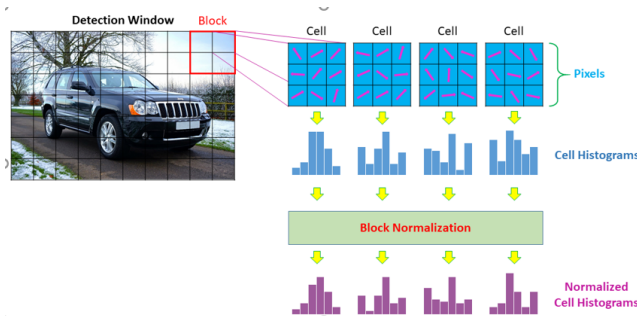 Detection Window
Block
Cell
Cell
Cell
Cell
Pixels
Cell Histograms
Block Normalization
Normalized
Cell Histograms